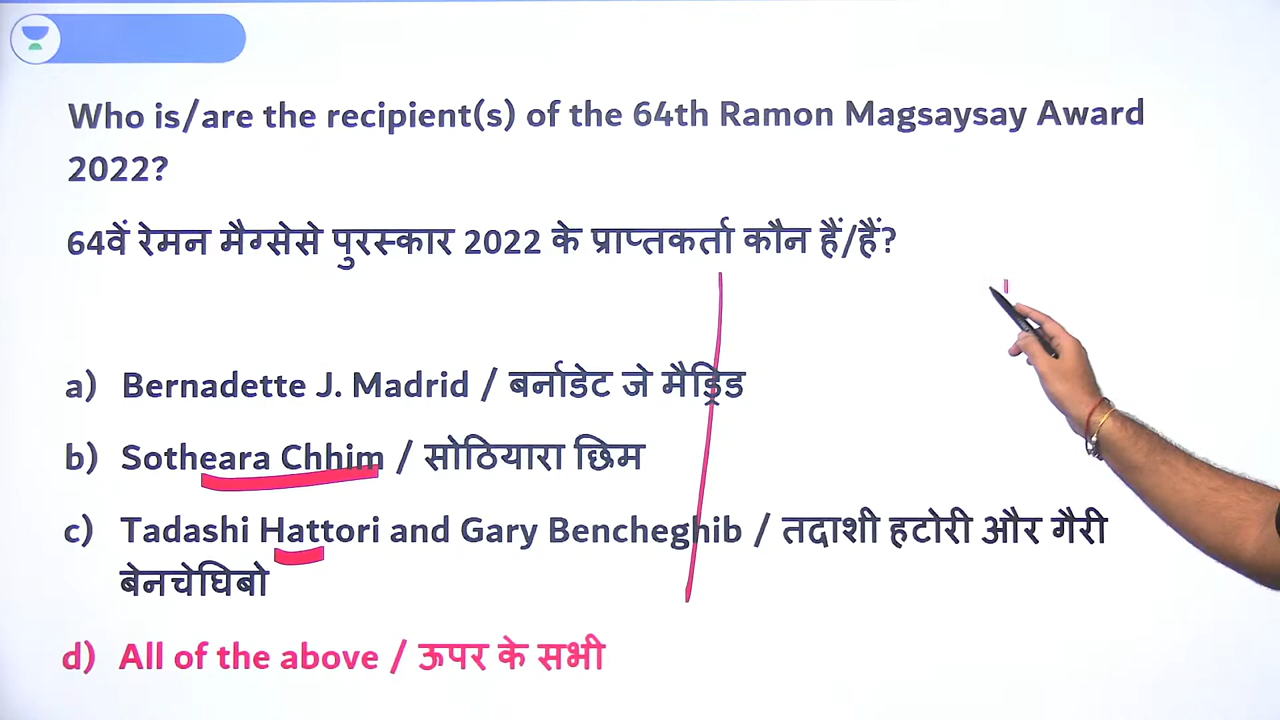 Who is/are the recipient(s) of the 64th Ramon Magsaysay Award
2022?
64वें रेमन मैग्सेसे पुरस्कार 2022 के प्राप्तकर्ता कौन हैं/हैं?
a) Bernadette J. Madrid / बर्नाडेट जे मैड्रिड
b) Sotheara Chhim / सोठियारा छिम
c) Tadashi Hattori and Gary Bencheghib / तदाशी हटोरी और गैरी
बेनचेघिबो
d) All of the above / ऊपर के सभी